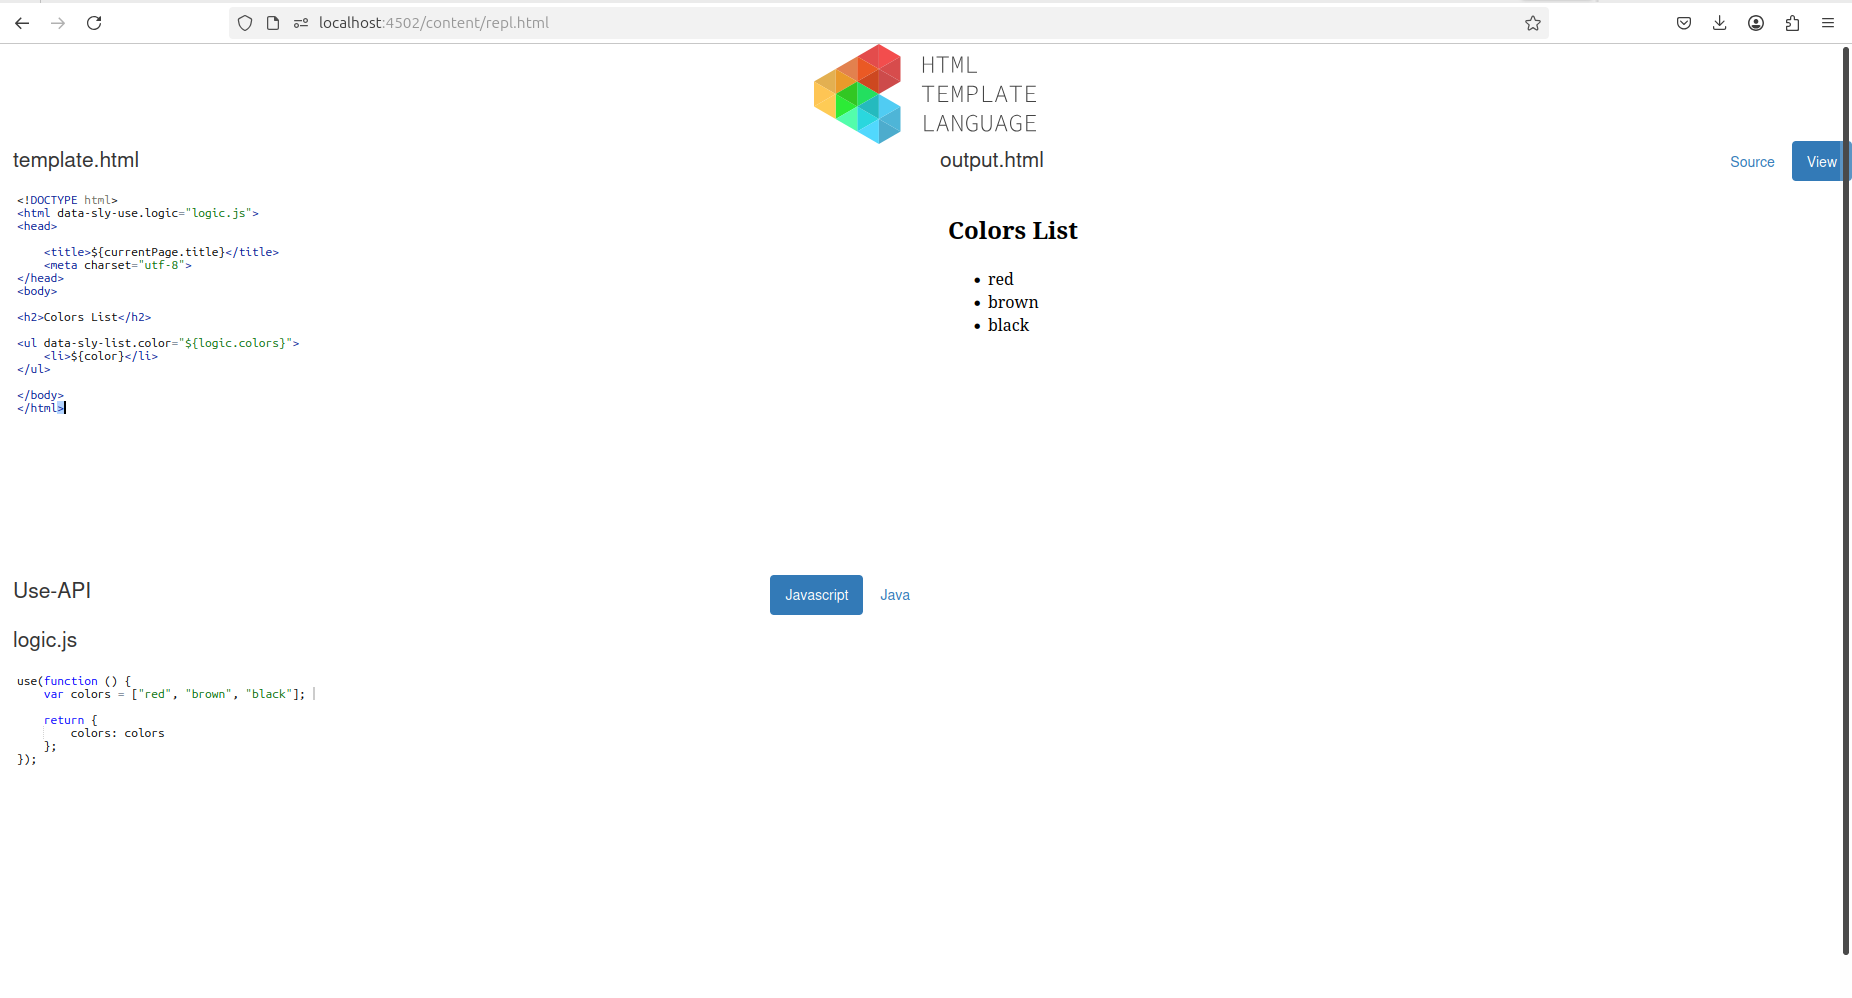 localhost:4502/content/repl.html
HTML
TEMPLATE
LANGUAGE
template.html
<!DOCTYPE html>
<html data-sly-use.logic="logic.js">
<head>
    <title>${currentPage.title}</title>
    <meta charset="utf-8">
</head>
<body>
<h2>Colors List</h2>
<ul data-sly-list.color="${logic.colors}">
    <li>${color}</li>
</ul>
</body>
</html>
output.html
Source
View
Colors List
• red
• brown
• black
Use-API
Javascript
Java
logic.js
use(function () {
    var colors = ["red", "brown", "black"];
    return {
        colors: colors
    };
});